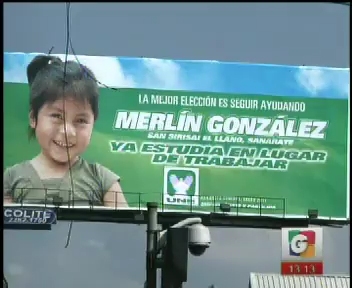 LA MEJOR ELECCIÓN ES SEGUIR AYUDANDO
MERLÍN GONZÁLEZ
SAN SIRISAI EL LLANO, SANARATE
YA ESTUDIA EN LUGAR
DE TRABAJAR
UNE
COLITE
G
13:13